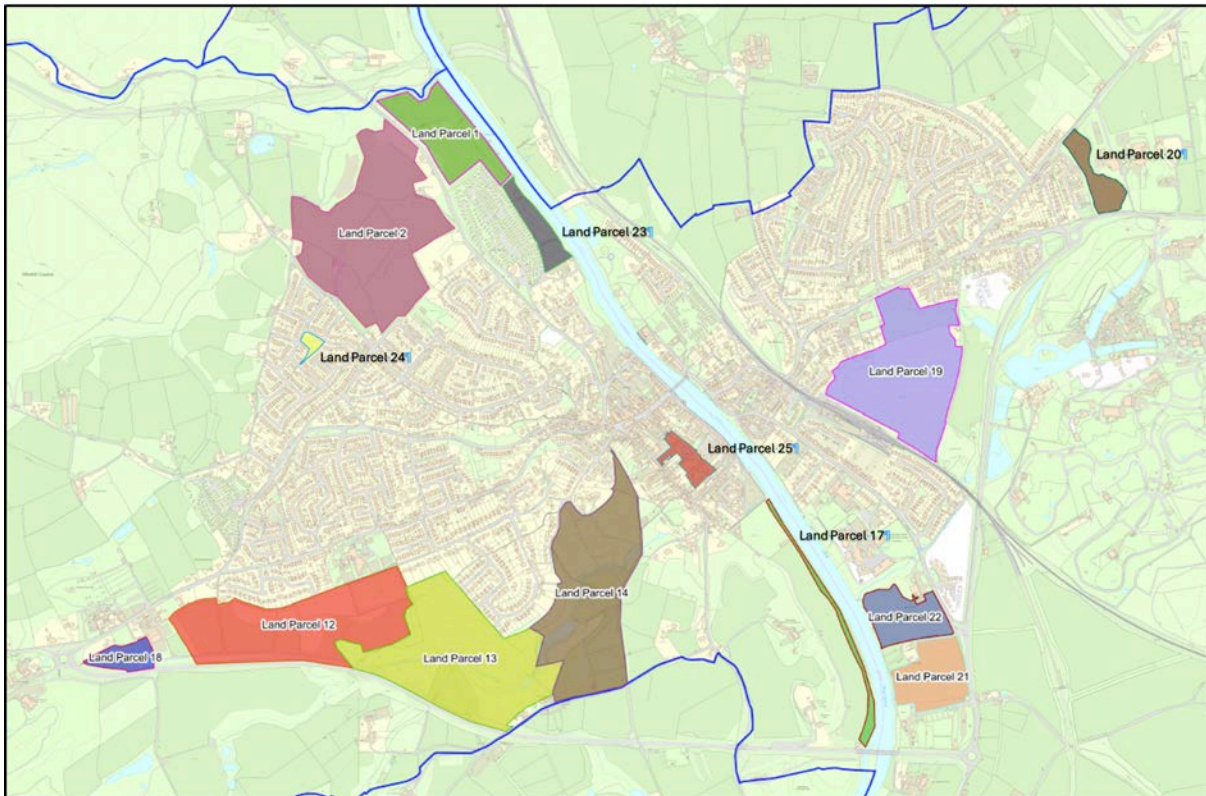 Land Parcel 1
Land Parcel 20¶
Land Parcel 2
Land Parcel 23¶
Land Parcel 24¶
Land Parcel 19
Land Parcel 25¶
Land Parcel 17¶
Land Parcel 14
Land Parcel 22
Land Parcel 12
Land Parcel 18
Land Parcel 13
Land Parcel 21